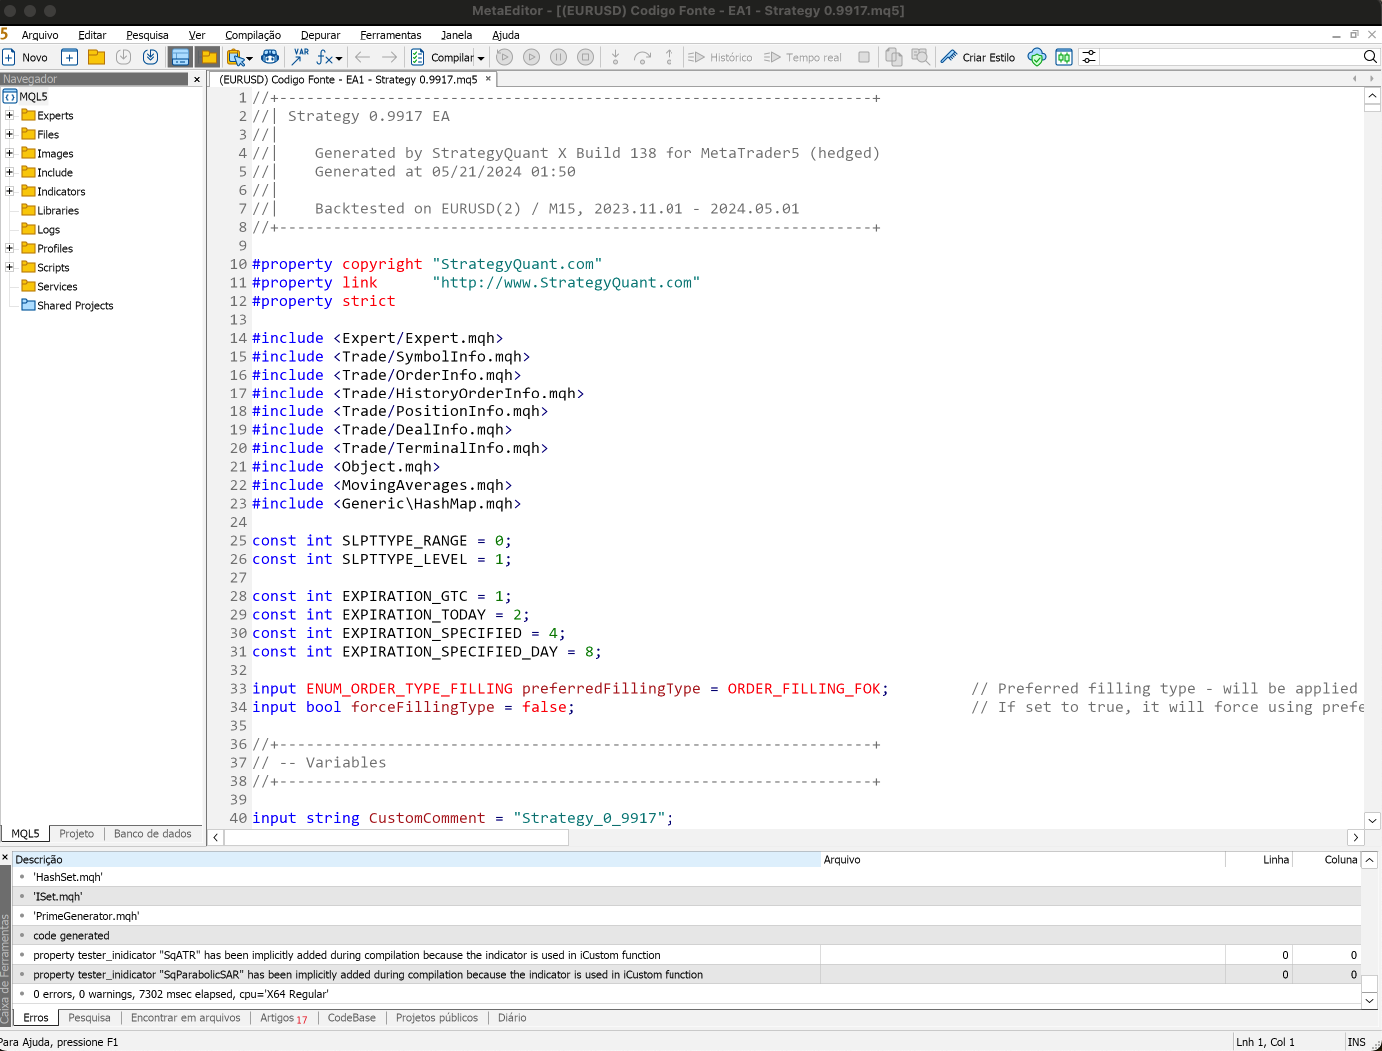 MetaEditor - [(EURUSD) Codigo Fonte - EA1 - Strategy 0.9917.mq5]
5 Arquivo Editar Pesquisa Ver Compilação Depurar Ferramentas Janela Ajuda
Novo VAR Compilar Histórico Tempo real Criar Estilo
Navegador
(EURUSD) Codigo Fonte - EA1 - Strategy 0.9917.mq5
MQL5
Experts
Files
Images
Include
Indicators
Libraries
Logs
Profiles
Scripts
Services
Shared Projects
MQL5 Projeto Banco de dados
1 //+------------------------------------------------------------------+
2 //| Strategy 0.9917 EA
3 //|
4 //|    Generated by StrategyQuant X Build 138 for MetaTrader5 (hedged)
5 //|    Generated at 05/21/2024 01:50
6 //|
7 //|    Backtested on EURUSD(2) / M15, 2023.11.01 - 2024.05.01
8 //+------------------------------------------------------------------+
9
10 #property copyright "StrategyQuant.com"
11 #property link      "http://www.StrategyQuant.com"
12 #property strict
13
14 #include <Expert/Expert.mqh>
15 #include <Trade/SymbolInfo.mqh>
16 #include <Trade/OrderInfo.mqh>
17 #include <Trade/HistoryOrderInfo.mqh>
18 #include <Trade/PositionInfo.mqh>
19 #include <Trade/DealInfo.mqh>
20 #include <Trade/TerminalInfo.mqh>
21 #include <Object.mqh>
22 #include <MovingAverages.mqh>
23 #include <Generic\HashMap.mqh>
24
25 const int SLPTTYPE_RANGE = 0;
26 const int SLPTTYPE_LEVEL = 1;
27
28 const int EXPIRATION_GTC = 1;
29 const int EXPIRATION_TODAY = 2;
30 const int EXPIRATION_SPECIFIED = 4;
31 const int EXPIRATION_SPECIFIED_DAY = 8;
32
33 input ENUM_ORDER_TYPE_FILLING preferredFillingType = ORDER_FILLING_FOK; // Preferred filling type - will be applied
34 input bool forceFillingType = false; // If set to true, it will force using prefe
35
36 //+------------------------------------------------------------------+
37 // -- Variables
38 //+------------------------------------------------------------------+
39
40 input string CustomComment = "Strategy_0_9917";
Descrição Arquivo Linha Coluna
'HashSet.mqh'
'ISet.mqh'
'PrimeGenerator.mqh'
code generated
property tester_inidicator "SqATR" has been implicitly added during compilation because the indicator is used in iCustom function 0 0
property tester_inidicator "SqParabolicSAR" has been implicitly added during compilation because the indicator is used in iCustom function 0 0
0 errors, 0 warnings, 7302 msec elapsed, cpu='X64 Regular'
Caixa de Ferramentas
Erros Pesquisa Encontrar em arquivos Artigos 17 CodeBase Projetos públicos Diário
Para Ajuda, pressione F1 Lnh 1, Col 1 INS